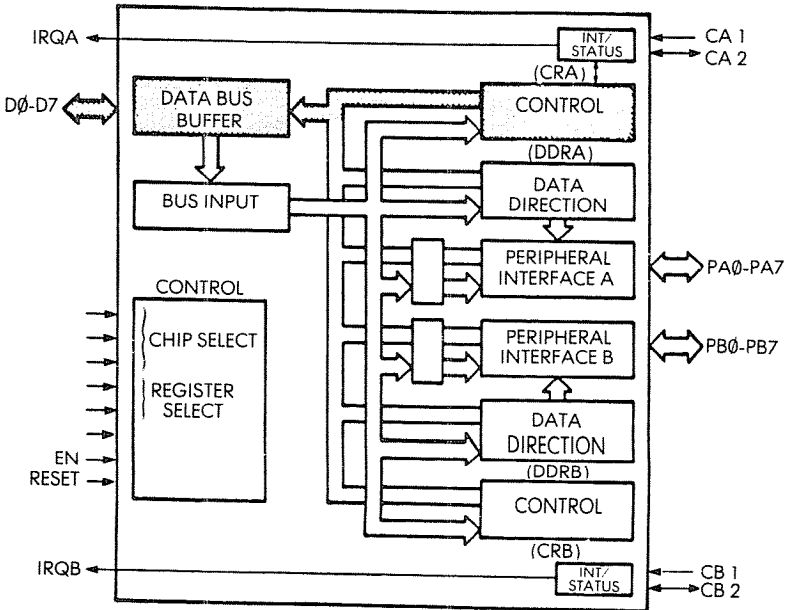 IRQA
INT/
STATUS
CA 1
CA 2
(CRA)
DØ-D7
DATA BUS
BUFFER
CONTROL
(DDRA)
BUS INPUT
DATA
DIRECTION
PERIPHERAL
INTERFACE A
PAØ-PA7
CONTROL
CHIP SELECT
REGISTER
SELECT
PERIPHERAL
INTERFACE B
PBØ-PB7
DATA
DIRECTION
(DDRB)
EN
RESET
CONTROL
(CRB)
IRQB
INT/
STATUS
CB 1
CB 2